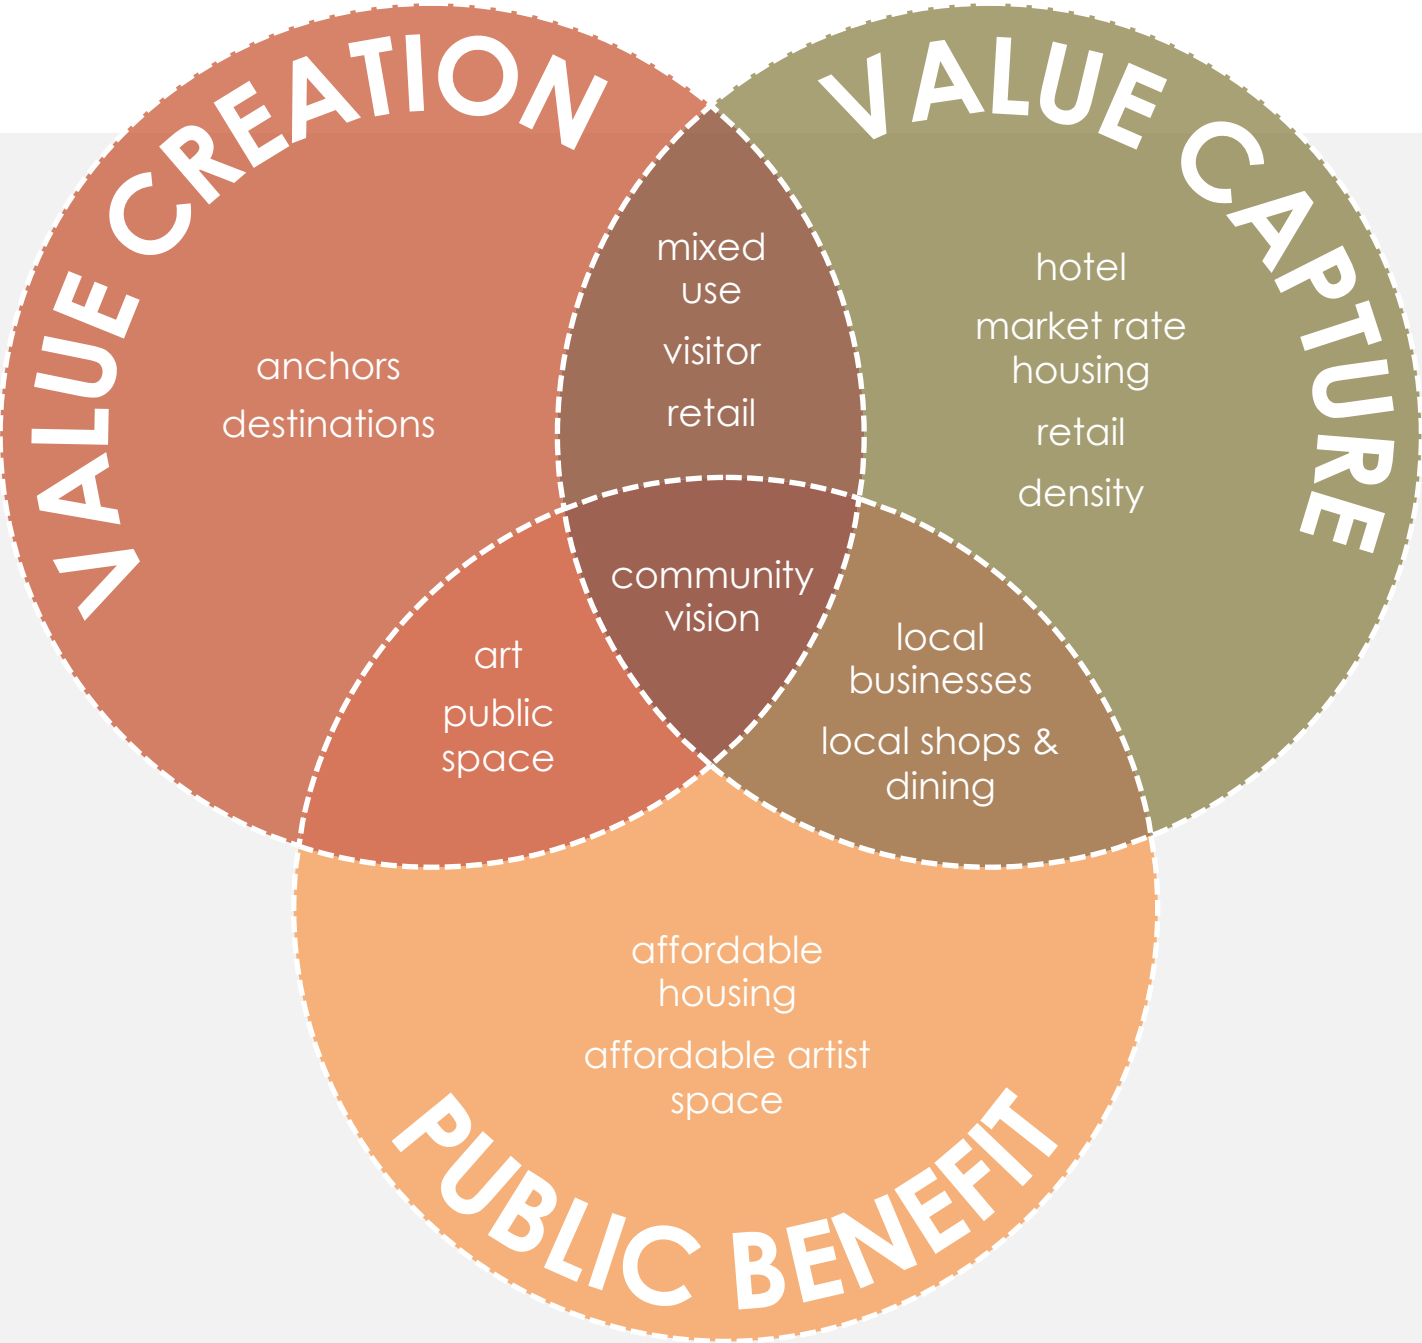 VALUE CREATION
VALUE CAPTURE
mixed
use
visitor
retail
hotel
market rate
housing
retail
density
anchors
destinations
community
vision
art
public
space
local
businesses
local shops &
dining
affordable
housing
affordable artist
space
PUBLIC BENEFIT